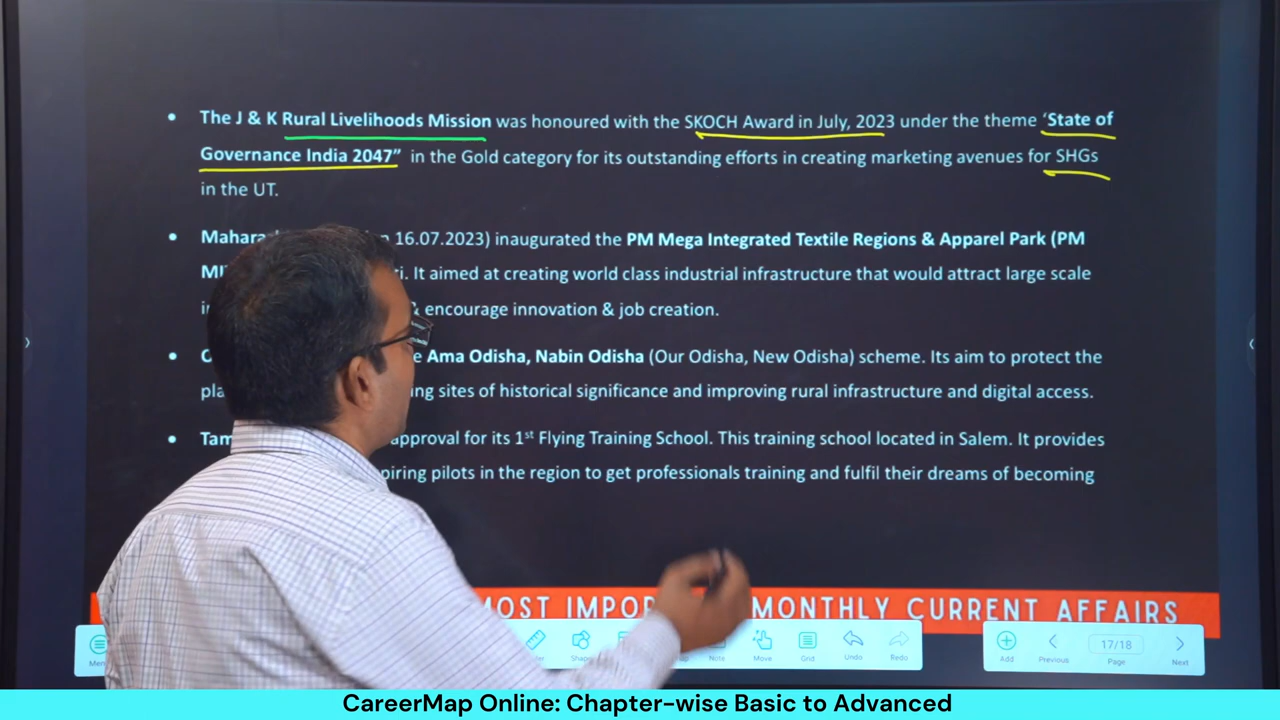 • The J & K Rural Livelihoods Mission was honoured with the SKOCH Award in July, 2023 under the theme ‘State of
Governance India 2047” in the Gold category for its outstanding efforts in creating marketing avenues for SHGs
in the UT.
• 16.07.2023) inaugurated the PM Mega Integrated Textile Regions & Apparel Park (PM
It aimed at creating world class industrial infrastructure that would attract large scale
& encourage innovation & job creation.
• Ama Odisha, Nabin Odisha (Our Odisha, New Odisha) scheme. Its aim to protect the
sites of historical significance and improving rural infrastructure and digital access.
• approval for its 1st Flying Training School. This training school located in Salem. It provides
pilots in the region to get professionals training and fulfil their dreams of becoming
MOST MONTHLY CURRENT AFFAIRS
Note Move Grid Undo Redo Add Previous 17/18 Page Next
CareerMap Online: Chapter-wise Basic to Advanced